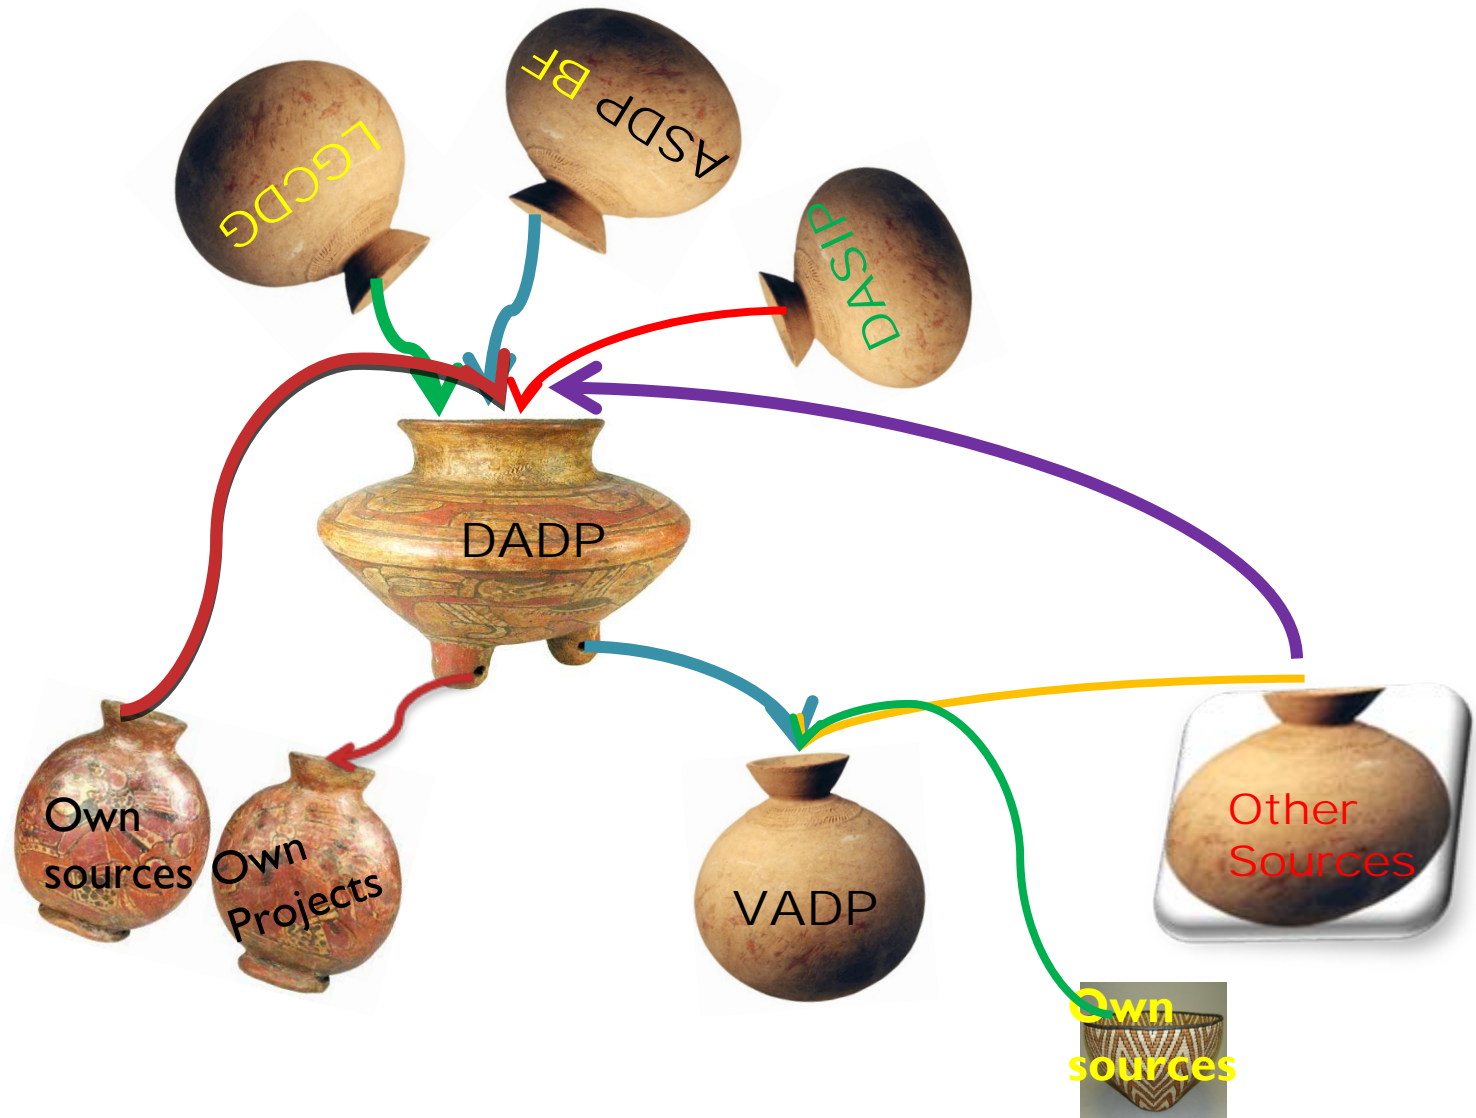 ASDP BF
LGCDG
DASIP
DADP
Own
sources
Own
Projects
VADP
Other
Sources
Own
sources